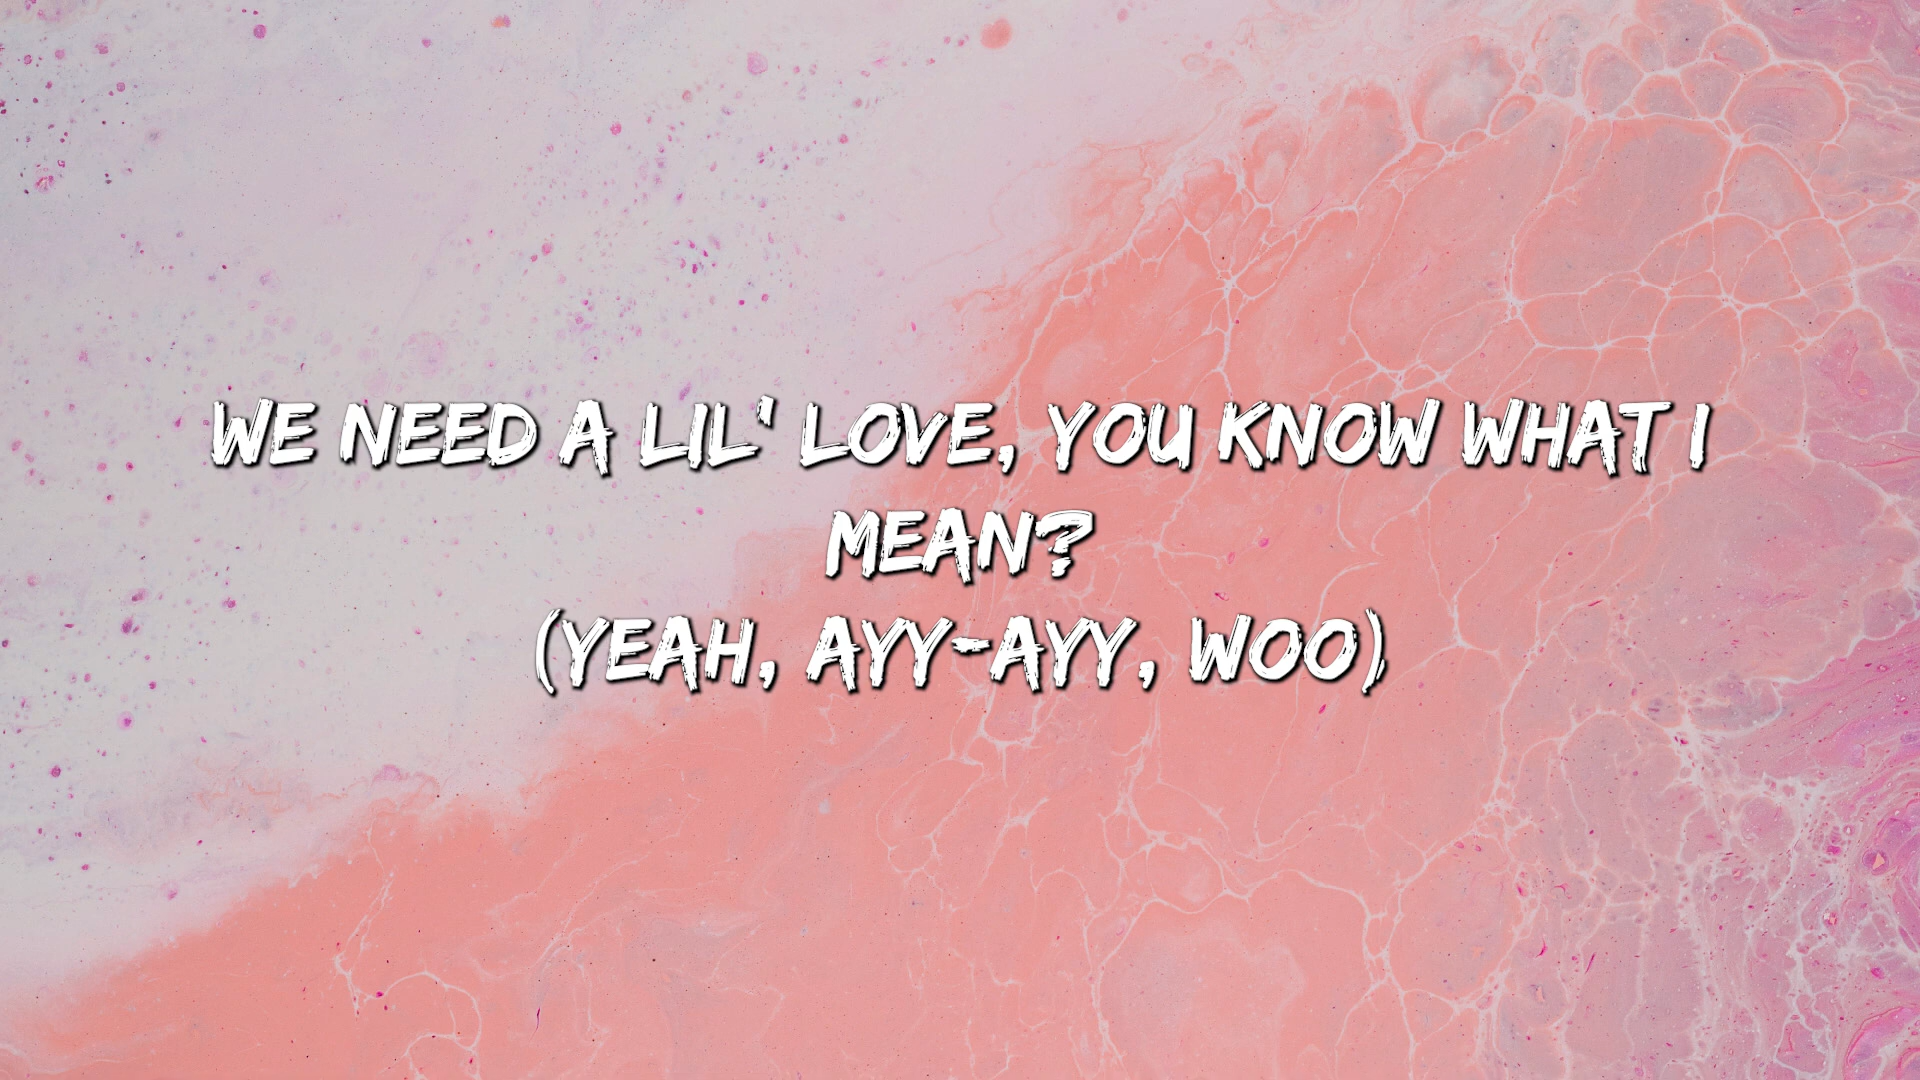 WE NEED A LIL' LOVE, YOU KNOW WHAT I
MEAN?
(YEAH, AYY-AYY, WOO)